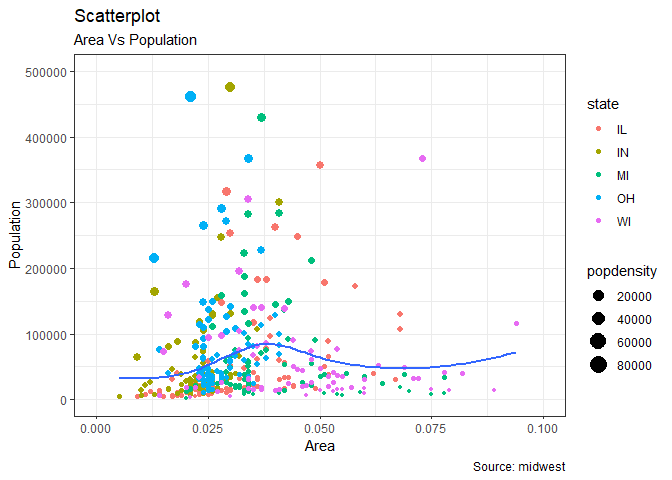 Scatterplot
Area Vs Population
Population
500000
400000
300000
200000
100000
0
0.000
0.025
0.050
0.075
0.100
Area
state
IL
IN
MI
OH
WI
popdensity
20000
40000
60000
80000
Source: midwest